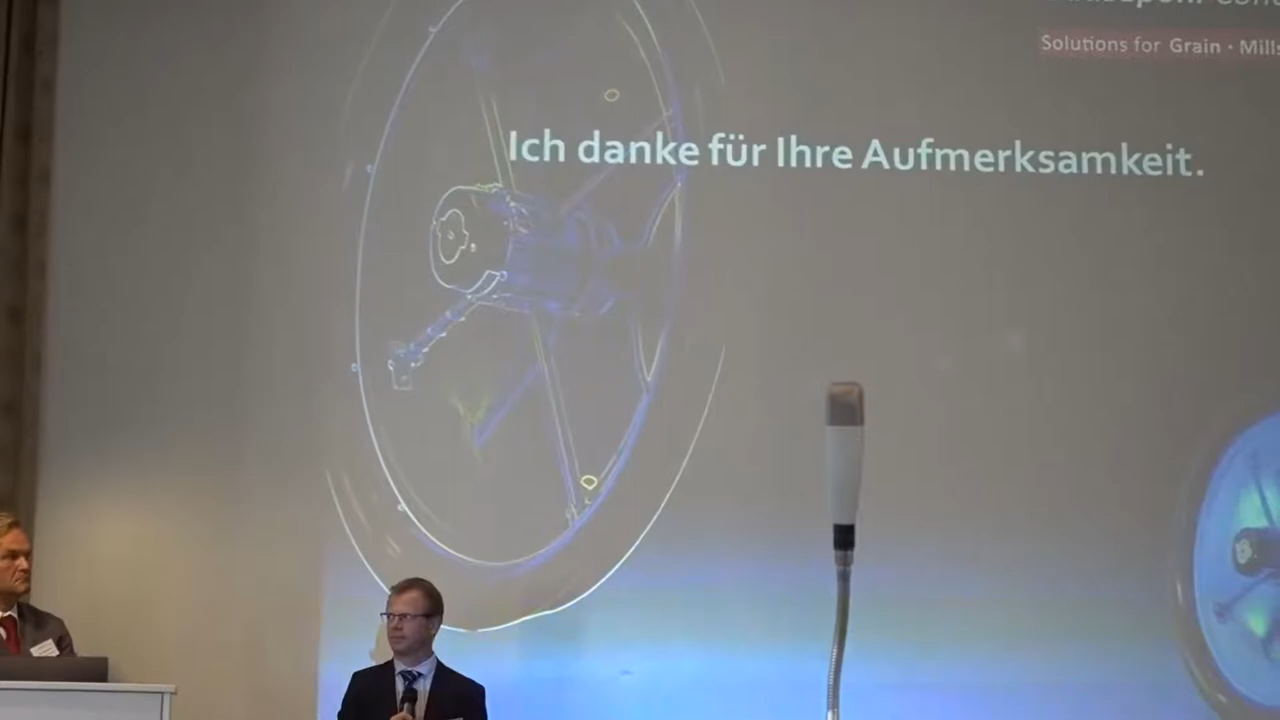 Solutions for Grain · Mills
Ich danke für Ihre Aufmerksamkeit.